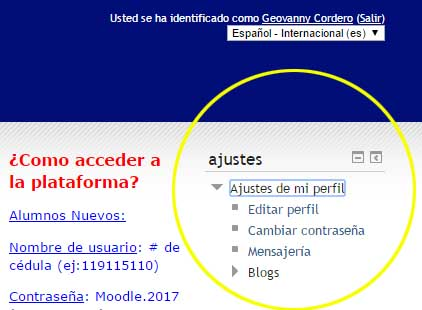 Usted se ha identificado como Geovanny Cordero (Salir)
Español - Internacional (es)
¿Como acceder a
la plataforma?
Alumnos Nuevos:
Nombre de usuario: # de
cédula (ej:119115110)
Contraseña: Moodle.2017
ajustes
Ajustes de mi perfil
Editar perfil
Cambiar contraseña
Mensajería
Blogs